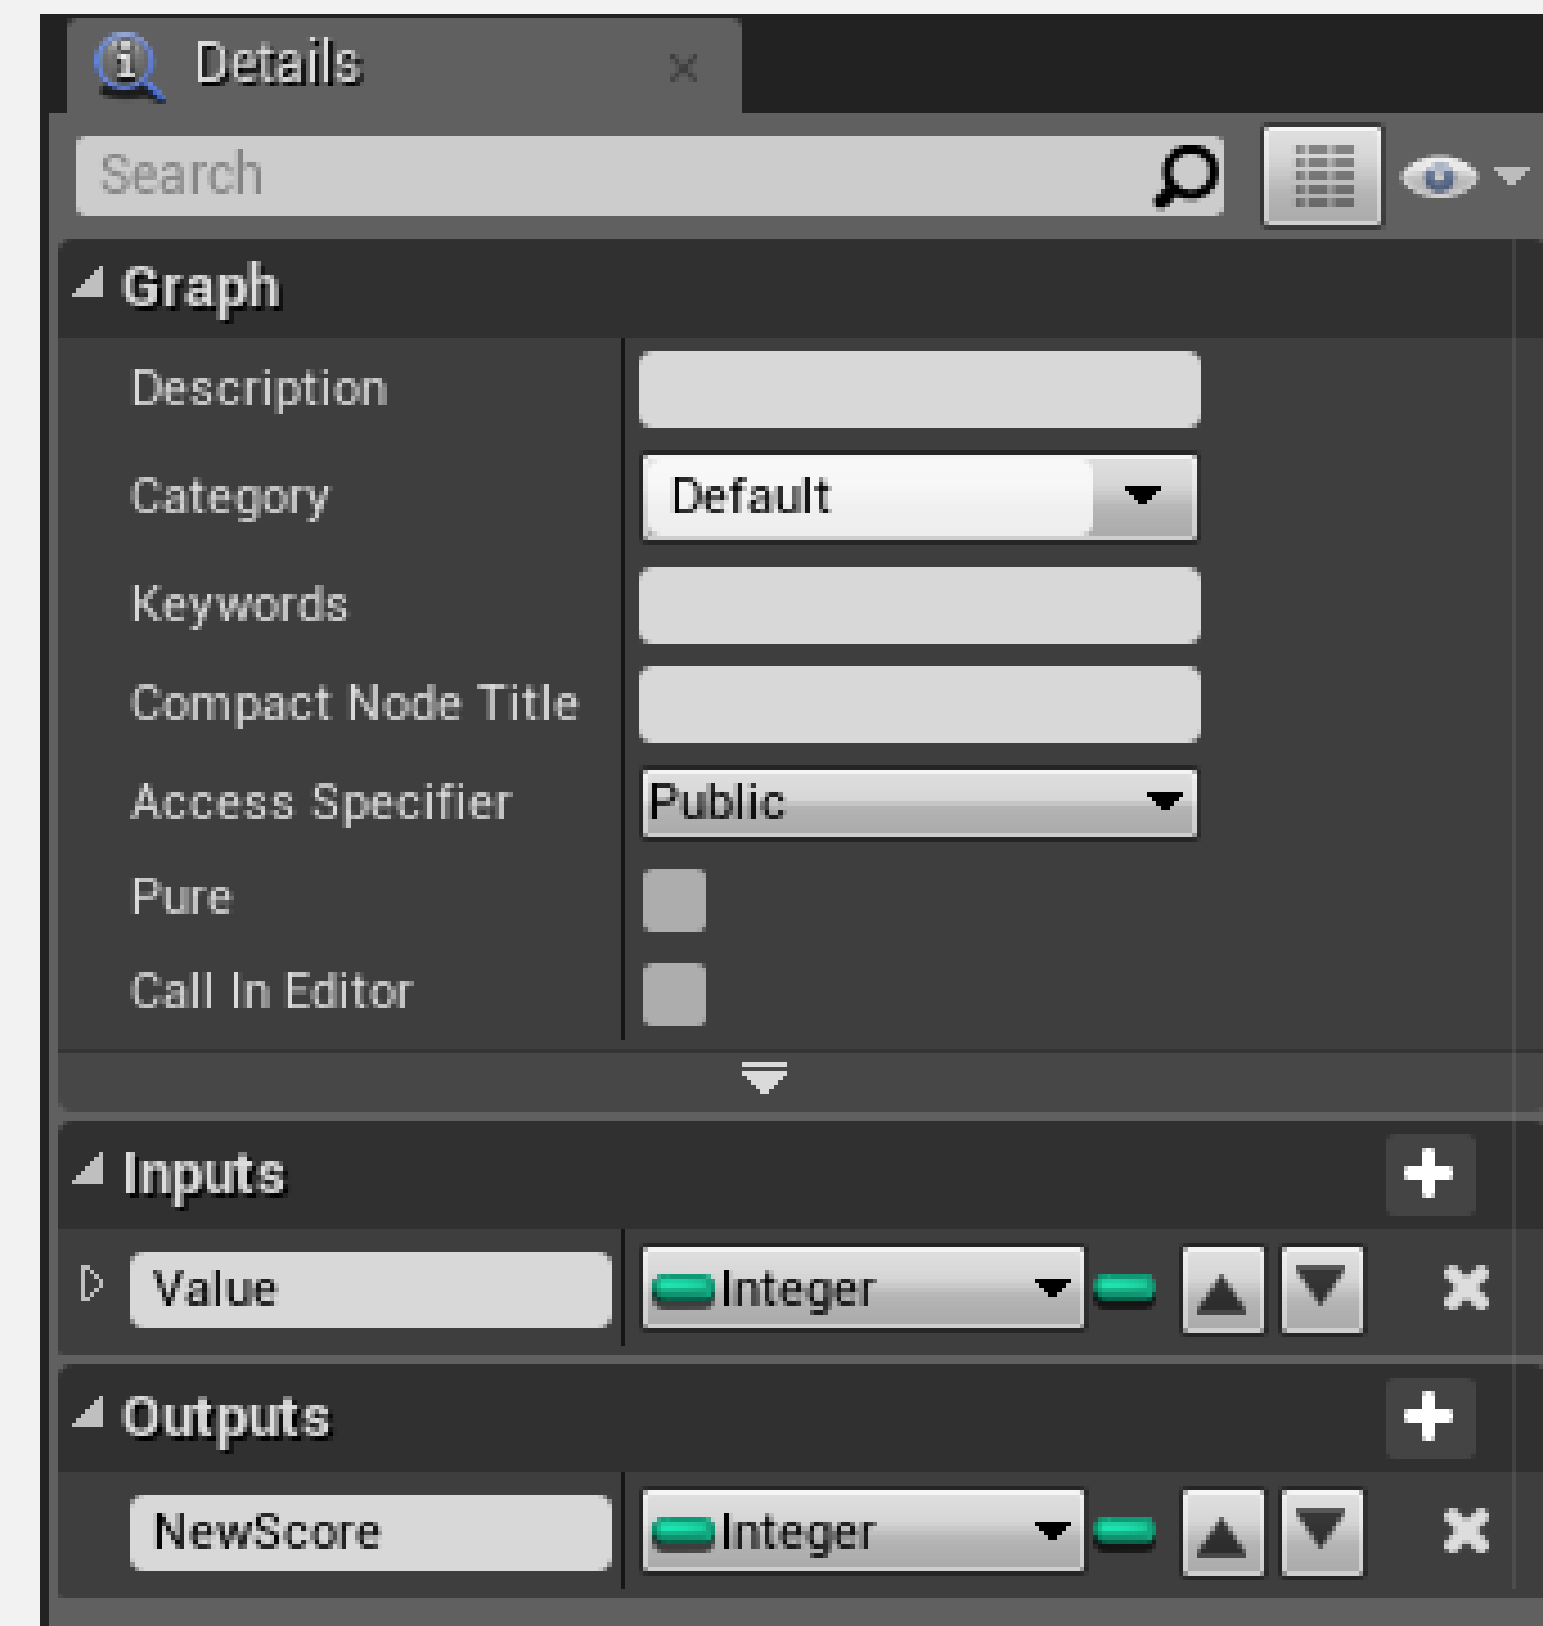 Details
Search
Graph
Description
Category Default
Keywords
Compact Node Title
Access Specifier Public
Pure
Call In Editor
Inputs
Value Integer
Outputs
NewScore Integer